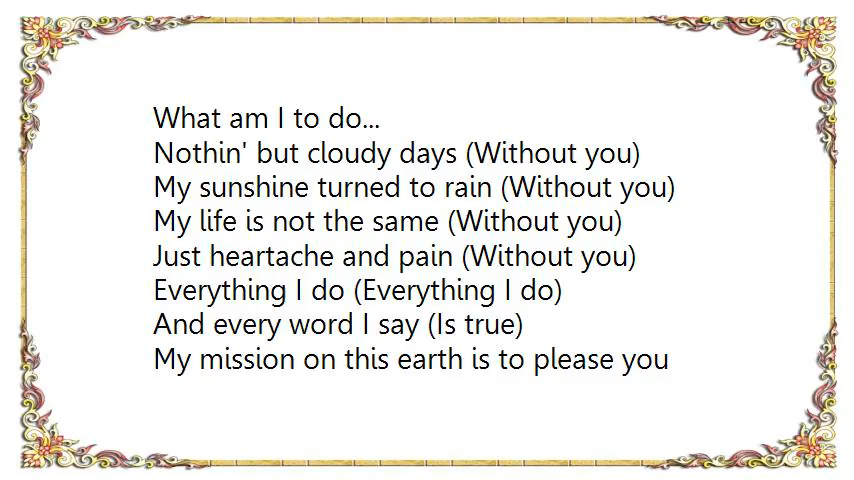 What am I to do...
Nothin' but cloudy days (Without you)
My sunshine turned to rain (Without you)
My life is not the same (Without you)
Just heartache and pain (Without you)
Everything I do (Everything I do)
And every word I say (Is true)
My mission on this earth is to please you